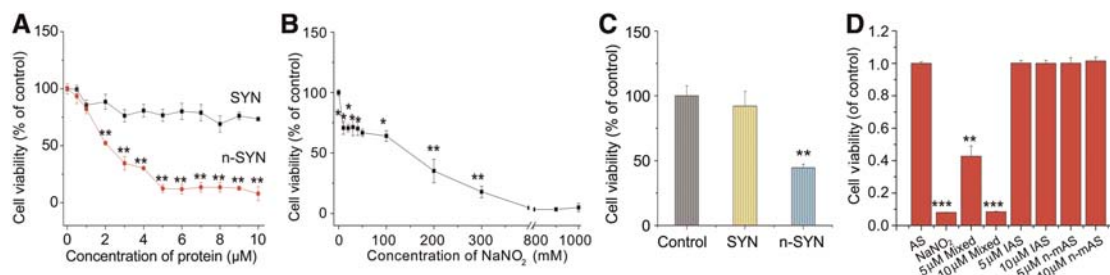 A
150
100
50
0
Cell viability (% of control)
SYN
n-SYN
** ** ** ** ** ** ** ** **
0 2 4 6 8 10
Concentration of protein (μM)
B
150
100
50
0
Cell viability (% of control)
* * * * * *
**
**
0 100 200 300 800 1000
Concentration of NaNO2 (mM)
C
150
100
50
0
Cell viability (% of control)
**
Control SYN n-SYN
D
1.2
1.0
0.8
0.6
0.4
0.2
0.0
Cell viability (of control)
***
**
***
AS
NaNO2
5μM Mixed
10μM Mixed
5μM IAS
10μM IAS
5μM n-mAS
10μM n-mAS